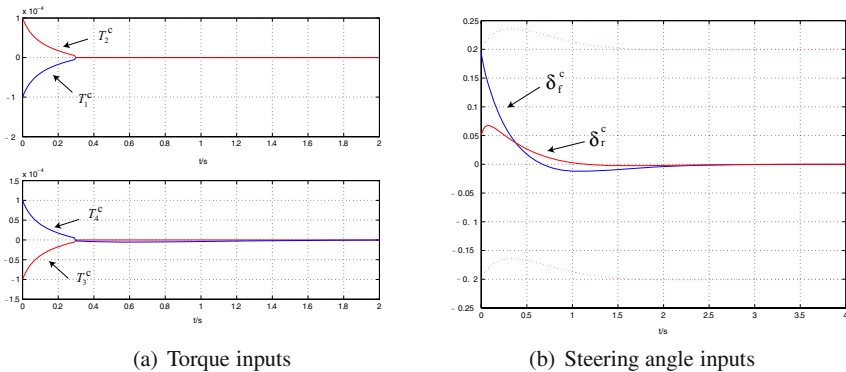 x 10⁻⁴
1
0
- 1
- 2
T₂ᶜ
T₁ᶜ
0 0.2 0.4 0.6 0.8 1 1.2 1.4 1.6 1.8 2
t/s
x 10⁻⁴
1.5
1
0.5
0
- 0.5
- 1
- 1.5
T₄ᶜ
T₃ᶜ
0 0.2 0.4 0.6 0.8 1 1.2 1.4 1.6 1.8 2
t/s
(a) Torque inputs
0.25
0.2
0.15
0.1
0.05
0
- 0.05
- 0. 1
- 0.15
- 0. 2
- 0.25
δ_f^c
δ_r^c
0 0.5 1 1.5 2 2.5 3 3.5 4
t/s
(b) Steering angle inputs